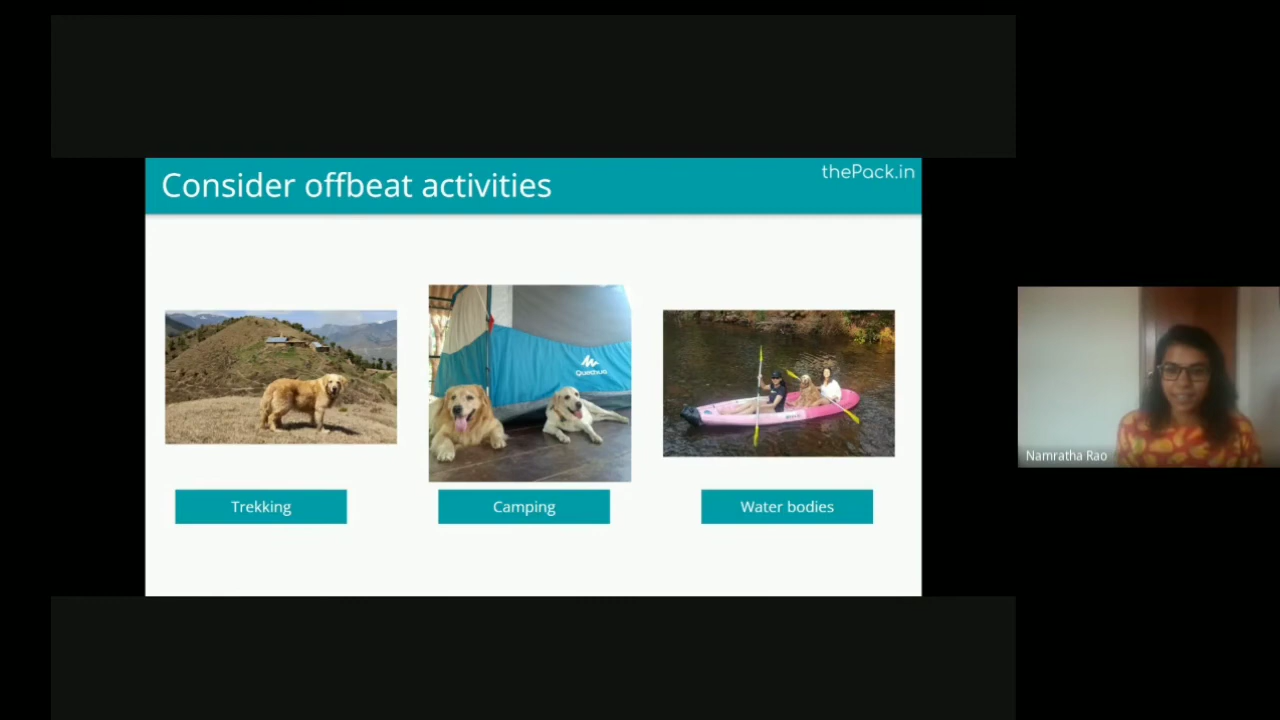 Consider offbeat activities
thePack.in
Quechua
Trekking
Camping
Water bodies
Namratha Rao